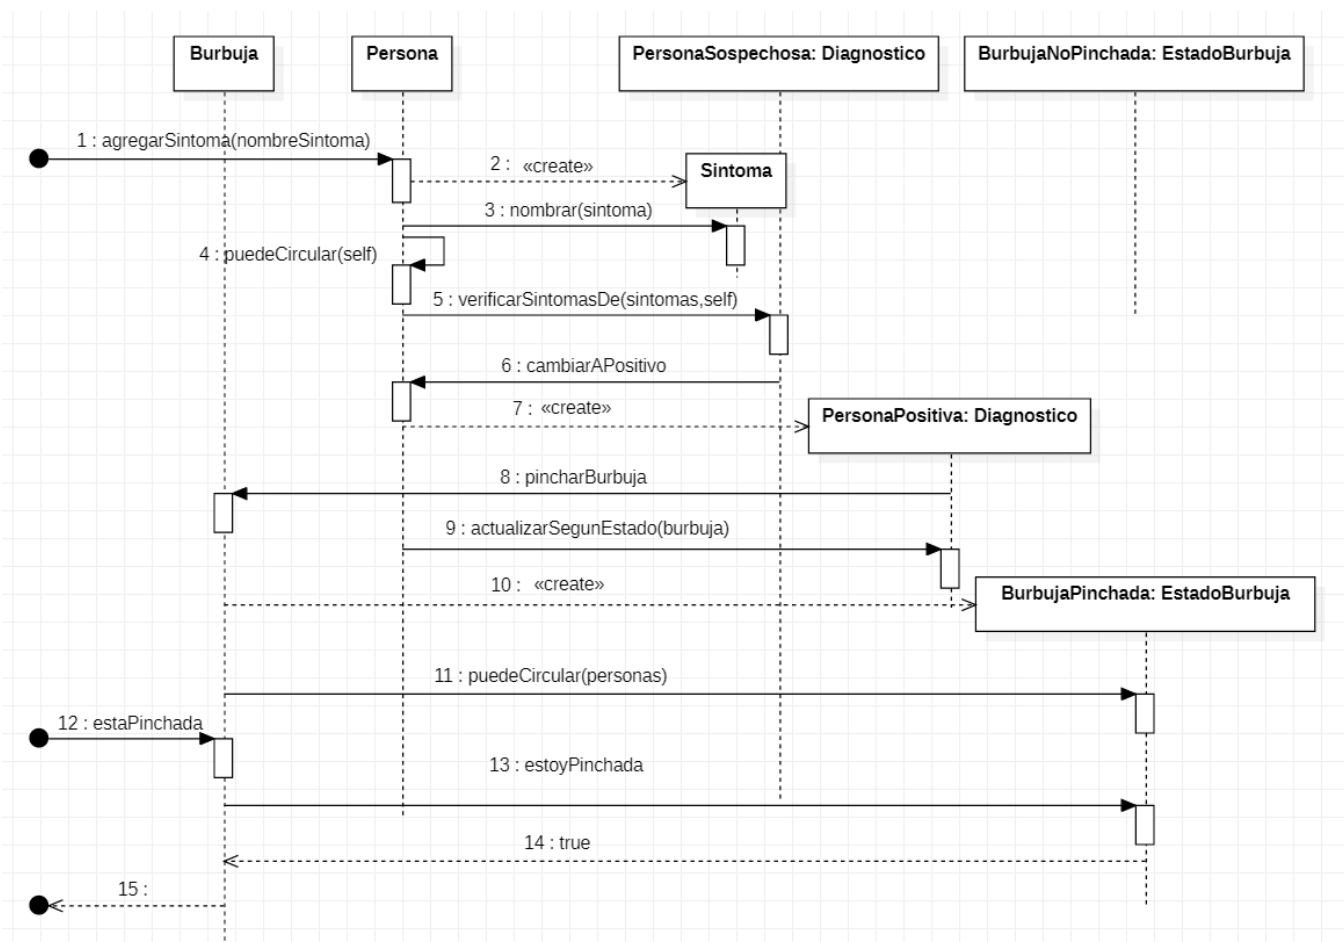 Burbuja
Persona
PersonaSospechosa: Diagnostico
BurbujaNoPinchada: EstadoBurbuja
1 : agregarSintoma(nombreSintoma)
2 : «create»
Sintoma
3 : nombrar(sintoma)
4 : puedeCircular(self)
5 : verificarSintomasDe(sintomas,self)
6 : cambiarAPositivo
7 : «create»
PersonaPositiva: Diagnostico
8 : pincharBurbuja
9 : actualizarSegunEstado(burbuja)
10 : «create»
BurbujaPinchada: EstadoBurbuja
11 : puedeCircular(personas)
12 : estaPinchada
13 : estoyPinchada
14 : true
15 :